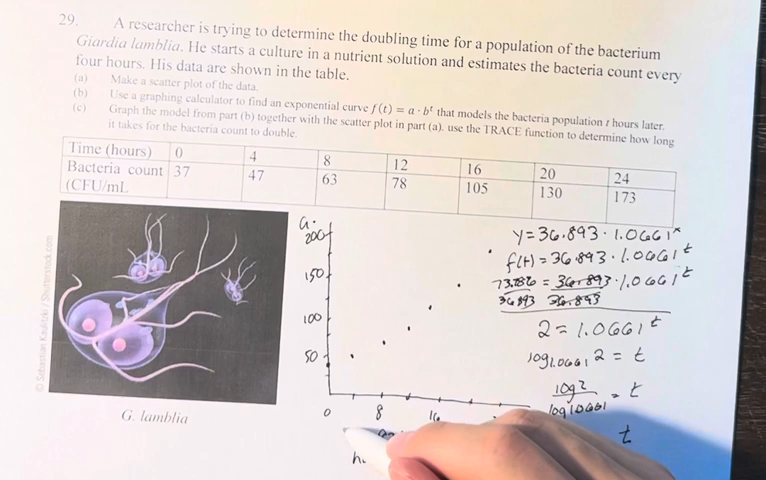 29. A researcher is trying to determine the doubling time for a population of the bacterium
Giardia lamblia. He starts a culture in a nutrient solution and estimates the bacteria count every
four hours. His data are shown in the table.
(a) Make a scatter plot of the data.
(b) Use a graphing calculator to find an exponential curve f(t) = a · b^t that models the bacteria population t hours later.
(c) Graph the model from part (b) together with the scatter plot in part (a). use the TRACE function to determine how long
it takes for the bacteria count to double.
Time (hours) 0 4 8 12 16 20 24
Bacteria count 37 47 63 78 105 130 173
(CFU/mL
© Sebastian Kaulitzki / Shutterstock.com
G. lamblia
a.
200
150
100
50
0 8 16
h.
y = 36.893 · 1.0661^x
f(t) = 36.893 · 1.0661^t
73.786 = 36.893 · 1.0661^t
36.893 36.893
2 = 1.0661^t
log1.0661 2 = t
log2 = t
log1.0661
t